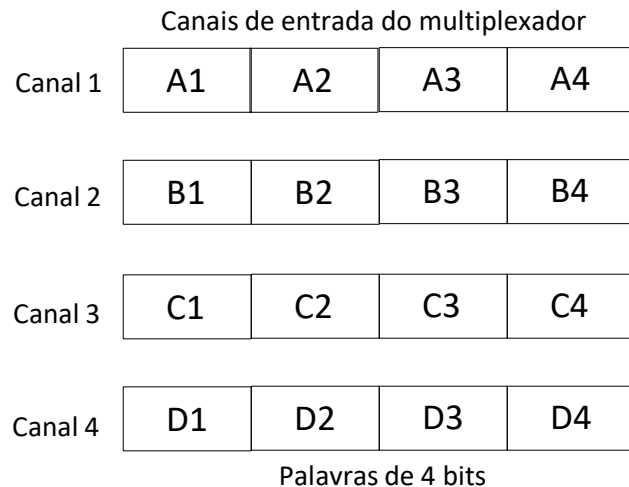 Canais de entrada do multiplexador
Canal 1 A1 A2 A3 A4
Canal 2 B1 B2 B3 B4
Canal 3 C1 C2 C3 C4
Canal 4 D1 D2 D3 D4
Palavras de 4 bits